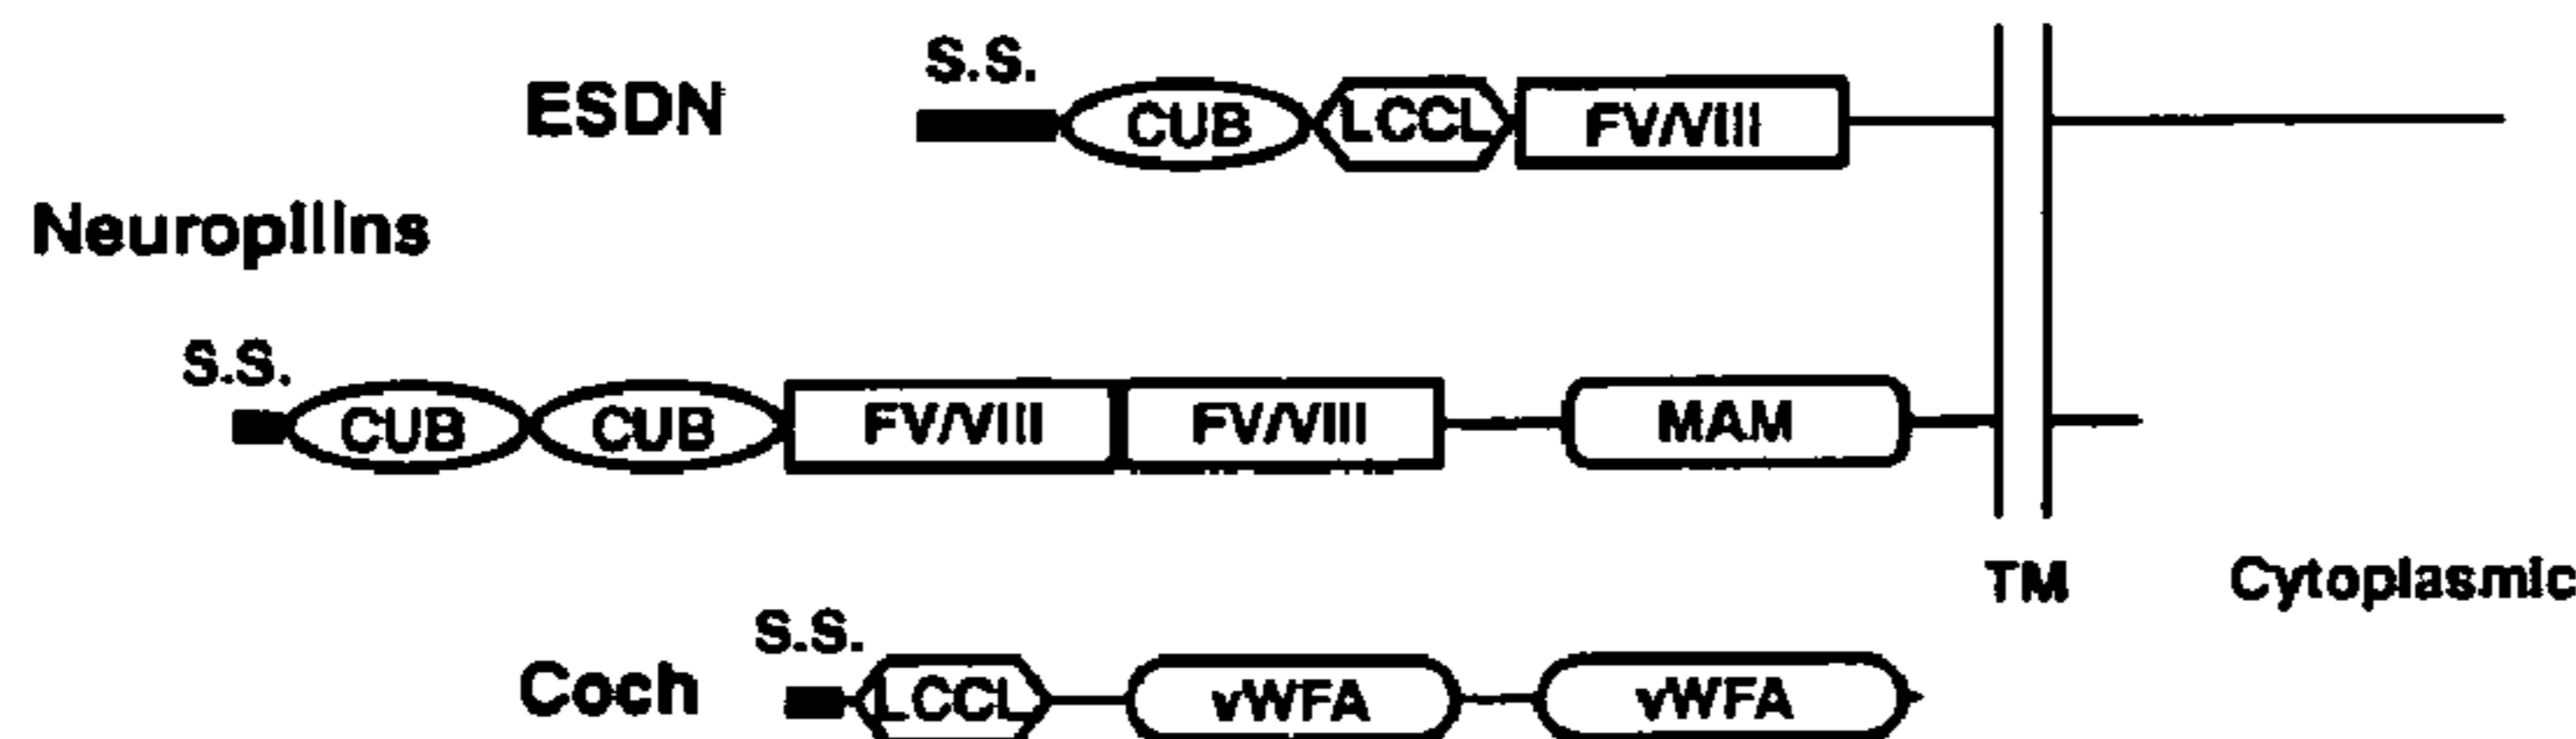 S.S.
ESDN CUB LCCL FV/VIII
Neuropilins
S.S.
CUB CUB FV/VIII FV/VIII MAM
TM Cytoplasmic
S.S.
Coch LCCL vWFA vWFA